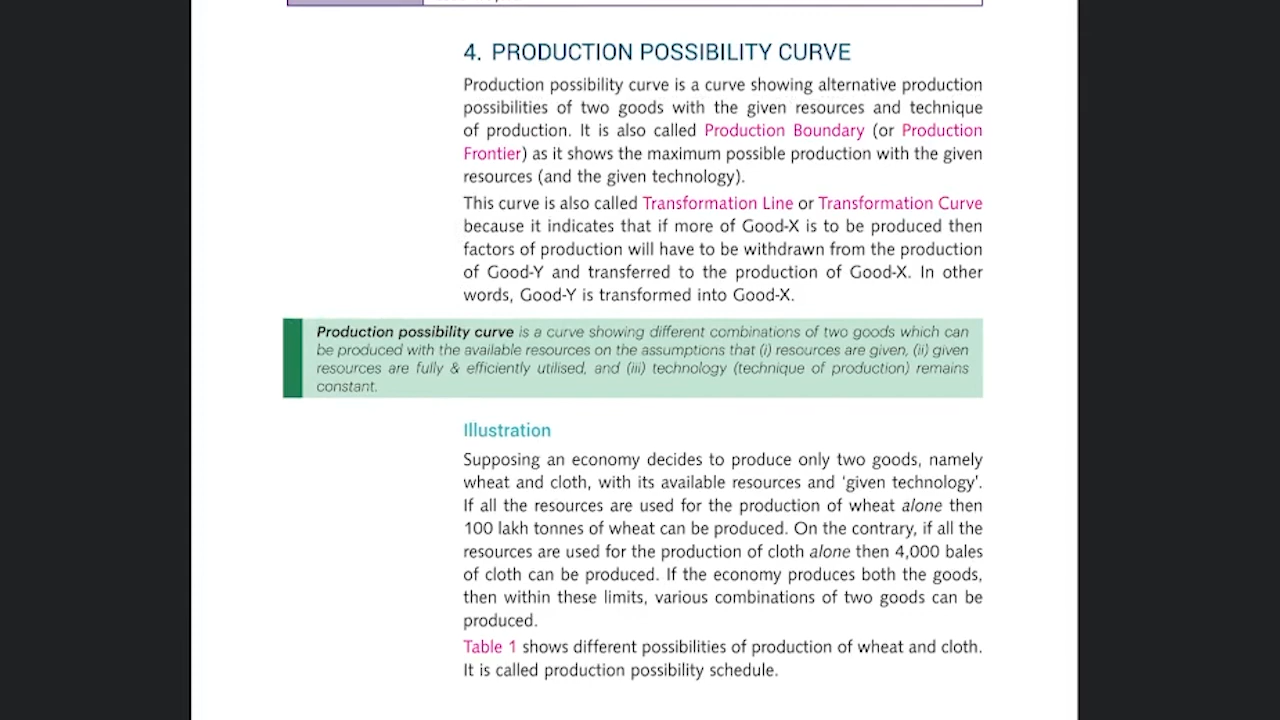 4. PRODUCTION POSSIBILITY CURVE
Production possibility curve is a curve showing alternative production
possibilities of two goods with the given resources and technique
of production. It is also called Production Boundary (or Production
Frontier) as it shows the maximum possible production with the given
resources (and the given technology).
This curve is also called Transformation Line or Transformation Curve
because it indicates that if more of Good-X is to be produced then
factors of production will have to be withdrawn from the production
of Good-Y and transferred to the production of Good-X. In other
words, Good-Y is transformed into Good-X.
Production possibility curve is a curve showing different combinations of two goods which can
be produced with the available resources on the assumptions that (i) resources are given, (ii) given
resources are fully & efficiently utilised, and (iii) technology (technique of production) remains
constant.
Illustration
Supposing an economy decides to produce only two goods, namely
wheat and cloth, with its available resources and ‘given technology’.
If all the resources are used for the production of wheat alone then
100 lakh tonnes of wheat can be produced. On the contrary, if all the
resources are used for the production of cloth alone then 4,000 bales
of cloth can be produced. If the economy produces both the goods,
then within these limits, various combinations of two goods can be
produced.
Table 1 shows different possibilities of production of wheat and cloth.
It is called production possibility schedule.